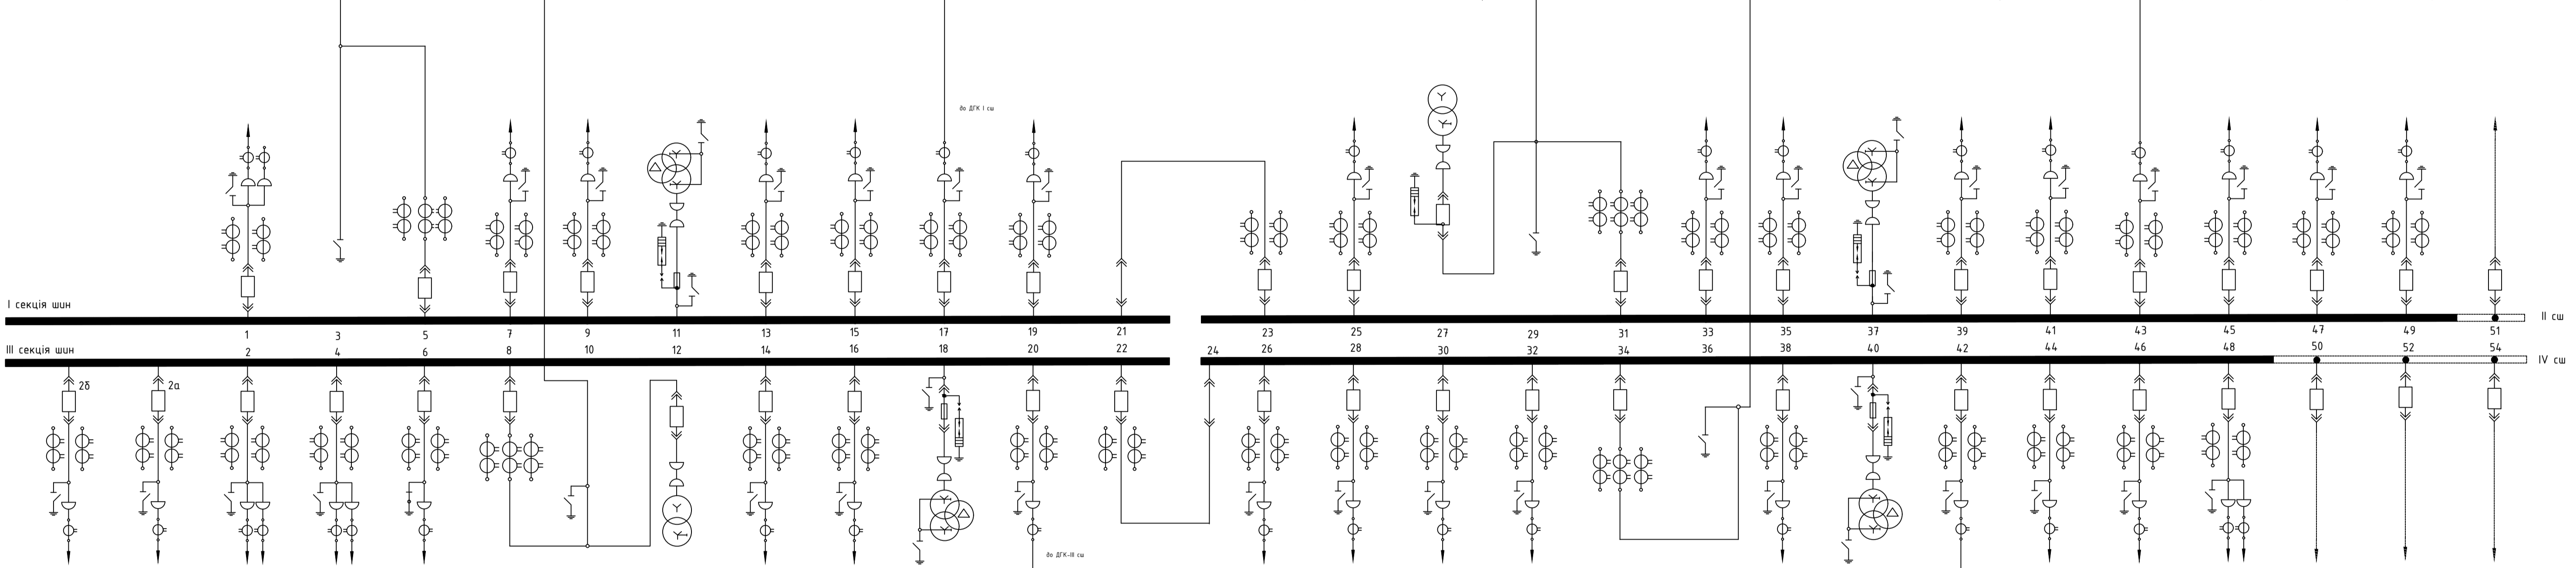 до ДГК І сш
І секція шин
ІІ сш
1 3 5 7 9 11 13 15 17 19 21 23 25 27 29 31 33 35 37 39 41 43 45 47 49 51
ІІІ секція шин
2 4 6 8 10 12 14 16 18 20 22 24 26 28 30 32 34 36 38 40 42 44 46 48 50 52 54
IV сш
2б 2а
до ДГК-ІІІ сш